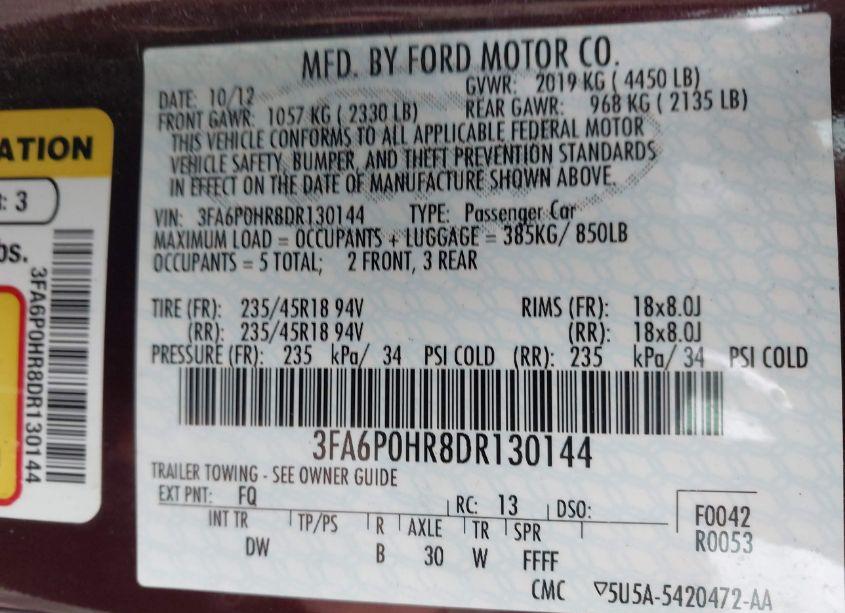 MFD. BY FORD MOTOR CO.
DATE: 10/12 GVWR: 2019 KG ( 4450 LB)
FRONT GAWR: 1057 KG ( 2330 LB) REAR GAWR: 968 KG ( 2135 LB)
THIS VEHICLE CONFORMS TO ALL APPLICABLE FEDERAL MOTOR
VEHICLE SAFETY, BUMPER, AND THEFT PREVENTION STANDARDS
IN EFFECT ON THE DATE OF MANUFACTURE SHOWN ABOVE.
VIN: 3FA6P0HR8DR130144 TYPE: Passenger Car
MAXIMUM LOAD = OCCUPANTS + LUGGAGE = 385KG/ 850LB
OCCUPANTS = 5 TOTAL; 2 FRONT, 3 REAR
TIRE (FR): 235/45R18 94V RIMS (FR): 18x8.0J
(RR): 235/45R18 94V (RR): 18x8.0J
PRESSURE (FR): 235 kPa/ 34 PSI COLD (RR): 235 kPa/ 34 PSI COLD
3FA6P0HR8DR130144
TRAILER TOWING - SEE OWNER GUIDE
EXT PNT: FQ RC: 13 DSO: F0042
INT TR TP/PS R AXLE TR SPR R0053
DW B 30 W FFFF
CMC ▽5U5A-5420472-AA
ATION
: 3
bs.
3FA6P0HR8DR130144